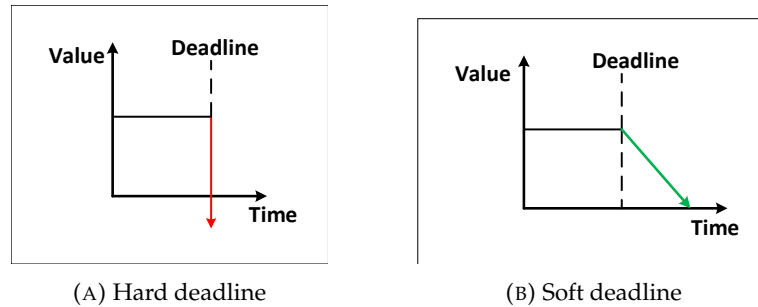 Value
Deadline
Time
(A) Hard deadline
Value
Deadline
Time
(B) Soft deadline